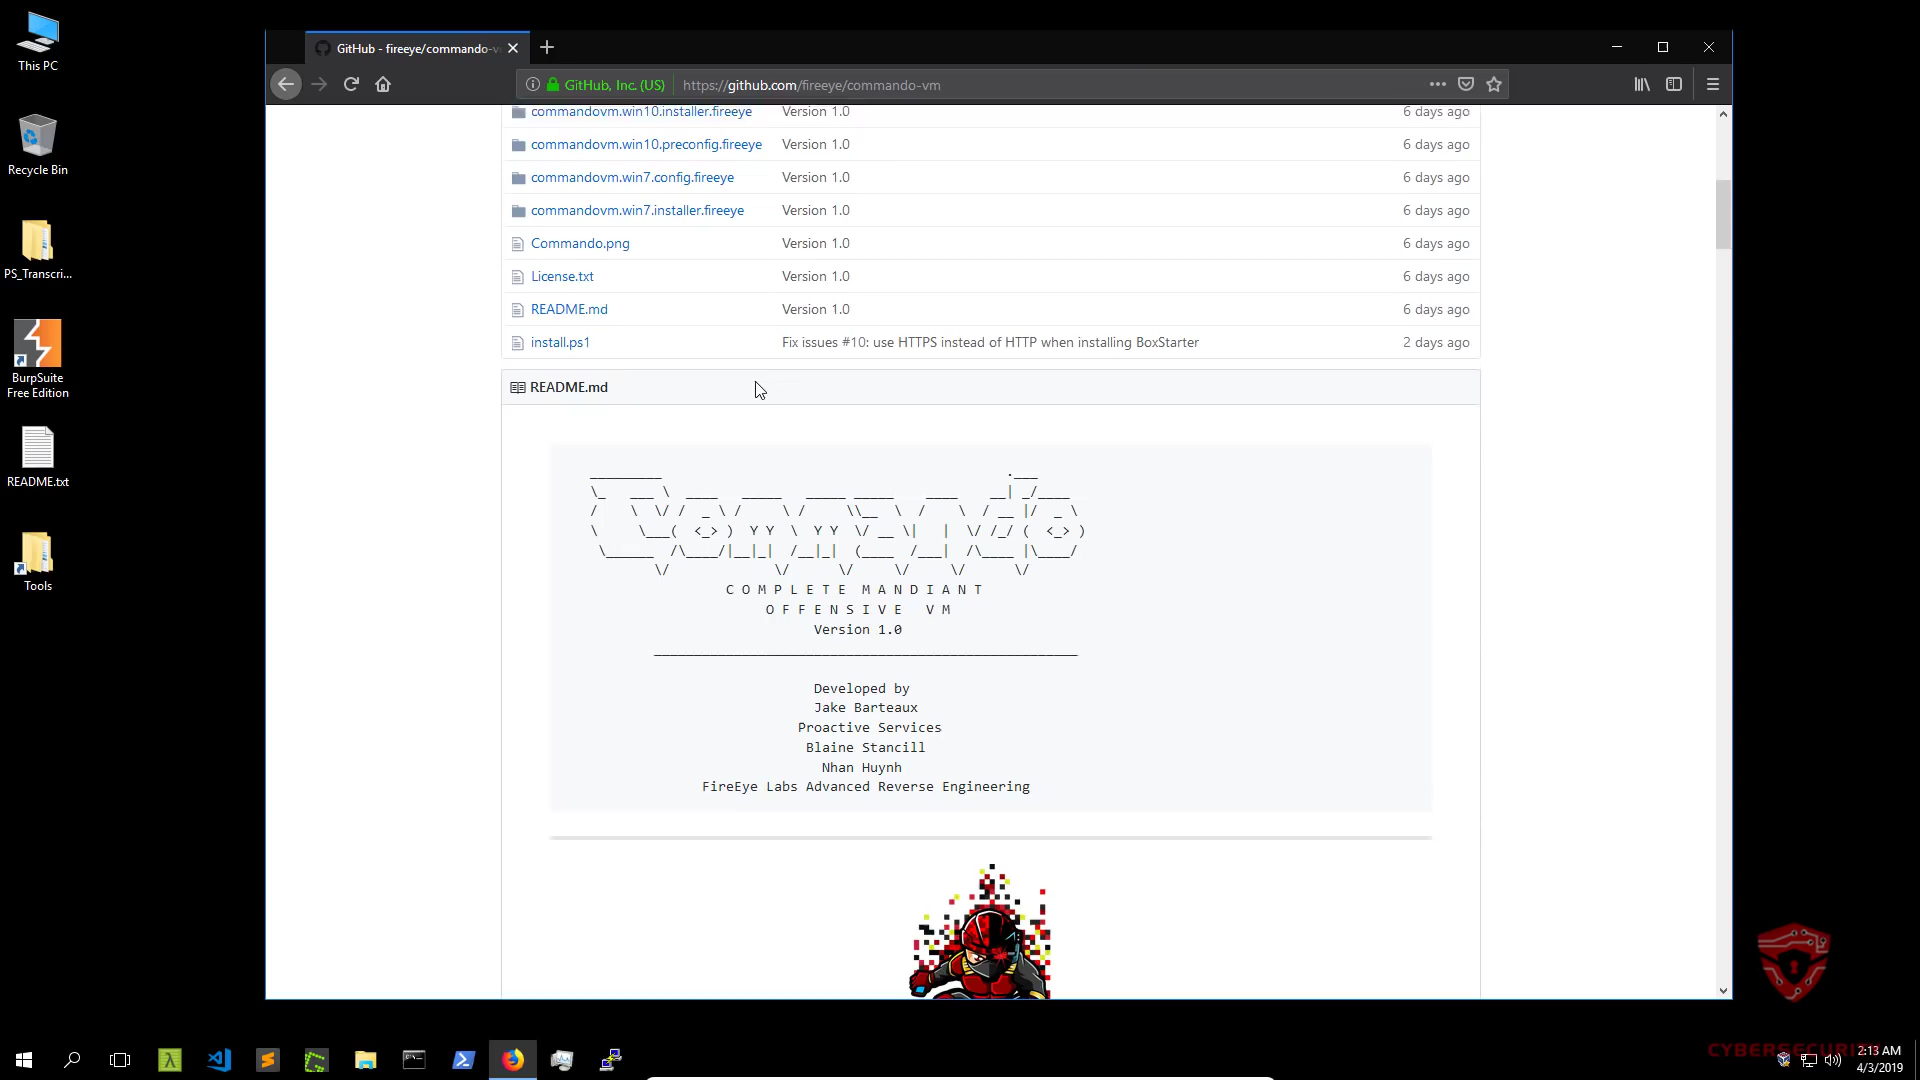 This PC
Recycle Bin
PS_Transcri...
BurpSuite
Free Edition
README.txt
Tools
GitHub - fireeye/commando-v
GitHub, Inc. (US)
https://github.com/fireeye/commando-vm
commandovm.win10.installer.fireeye Version 1.0 6 days ago
commandovm.win10.preconfig.fireeye Version 1.0 6 days ago
commandovm.win7.config.fireeye Version 1.0 6 days ago
commandovm.win7.installer.fireeye Version 1.0 6 days ago
Commando.png Version 1.0 6 days ago
License.txt Version 1.0 6 days ago
README.md Version 1.0 6 days ago
install.ps1 Fix issues #10: use HTTPS instead of HTTP when installing BoxStarter 2 days ago
README.md
Commando
C O M P L E T E  M A N D I A N T
O F F E N S I V E  V M
Version 1.0
Developed by
Jake Barteaux
Proactive Services
Blaine Stancill
Nhan Huynh
FireEye Labs Advanced Reverse Engineering
CYBERSECURITY
2:13 AM
4/3/2019